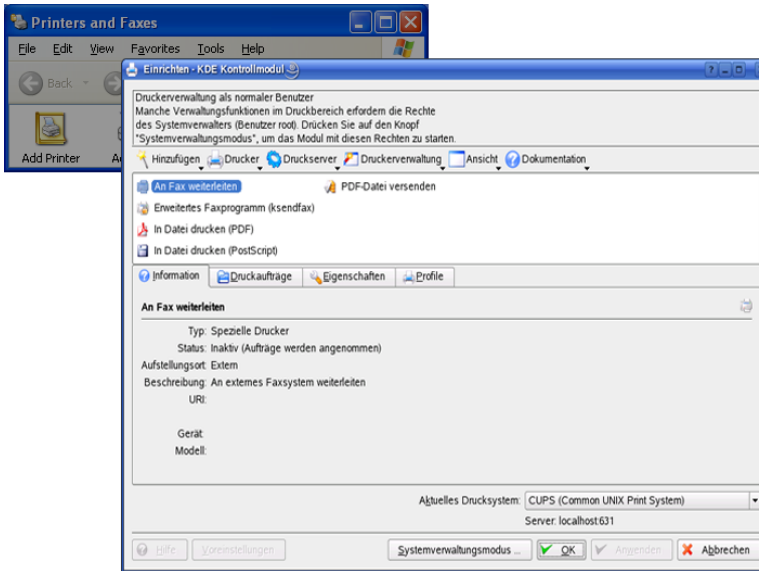 Printers and Faxes
File Edit View Favorites Tools Help
Back
Add Printer
Einrichten - KDE Kontrollmodul
Druckerverwaltung als normaler Benutzer
Manche Verwaltungsfunktionen im Druckbereich erfordern die Rechte
des Systemverwalters (Benutzer root). Drücken Sie auf den Knopf
"Systemverwaltungsmodus", um das Modul mit diesen Rechten zu starten.
Hinzufügen Drucker Druckserver Druckerverwaltung Ansicht Dokumentation
An Fax weiterleiten PDF-Datei versenden
Erweitertes Faxprogramm (ksendfax)
In Datei drucken (PDF)
In Datei drucken (PostScript)
Information Druckaufträge Eigenschaften Profile
An Fax weiterleiten
Typ: Spezielle Drucker
Status: Inaktiv (Aufträge werden angenommen)
Aufstellungsort: Extern
Beschreibung: An externes Faxsystem weiterleiten
URI:
Gerät:
Modell:
Aktuelles Drucksystem: CUPS (Common UNIX Print System)
Server: localhost:631
Hilfe Voreinstellungen Systemverwaltungsmodus ... OK Anwenden Abbrechen